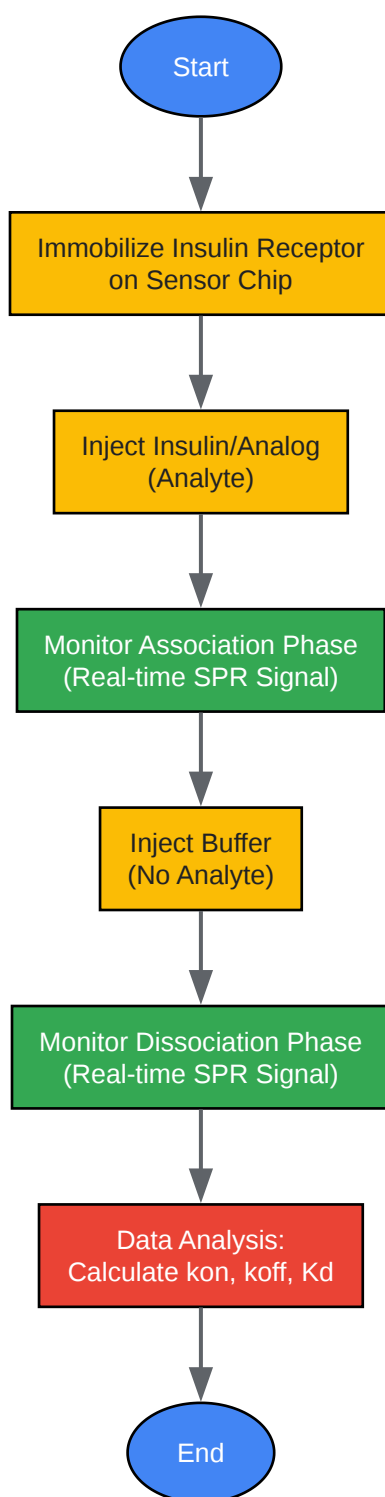 Start
Immobilize Insulin Receptor
on Sensor Chip
Inject Insulin/Analog
(Analyte)
Monitor Association Phase
(Real-time SPR Signal)
Inject Buffer
(No Analyte)
Monitor Dissociation Phase
(Real-time SPR Signal)
Data Analysis:
Calculate kon, koff, Kd
End